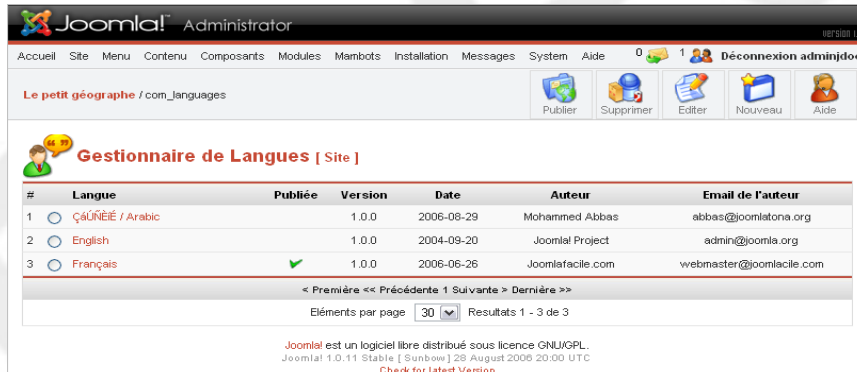 Joomla! Administrator
version 1.
Accueil Site Menu Contenu Composants Modules Mambots Installation Messages System Aide 0 1 Déconnexion adminjdoc
Le petit géographe / com_languages
Publier Supprimer Editer Nouveau Aide
Gestionnaire de Langues [ Site ]
# Langue Publiée Version Date Auteur Email de l'auteur
1 ÇáÚÑÈíÉ / Arabic 1.0.0 2006-08-29 Mohammed Abbas abbas@joomlatona.org
2 English 1.0.0 2004-09-20 Joomla! Project admin@joomla.org
3 Français 1.0.0 2006-06-26 Joomlafacile.com webmaster@joomlacile.com
< Première << Précédente 1 Suivante > Dernière >>
Eléments par page 30 Resultats 1 - 3 de 3
Joomla! est un logiciel libre distribué sous licence GNU/GPL.
Joomla! 1.0.11 Stable [ Sunbow ] 28 August 2006 20:00 UTC
Check for latest Version